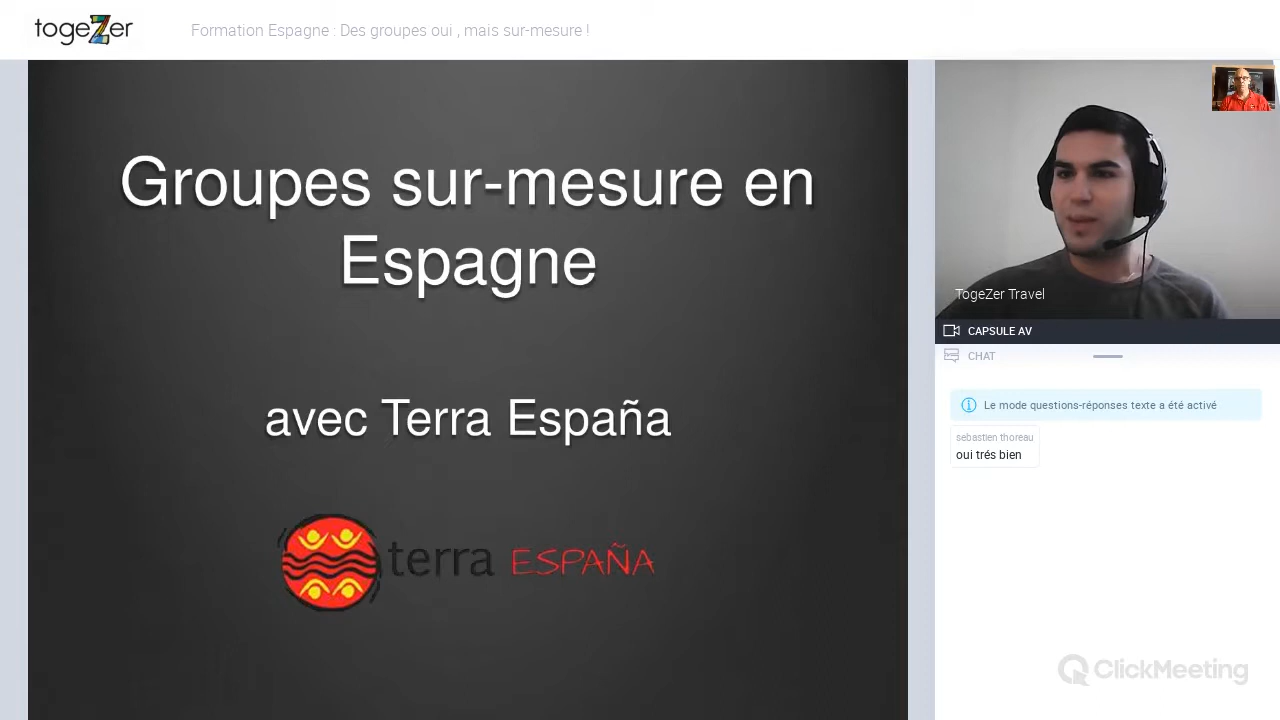 togeZer
Formation Espagne : Des groupes oui , mais sur-mesure !
Groupes sur-mesure en
Espagne
avec Terra España
terra ESPAÑA
TogeZer Travel
CAPSULE AV
CHAT
Le mode questions-réponses texte a été activé
sebastien thoreau
oui trés bien
ClickMeeting